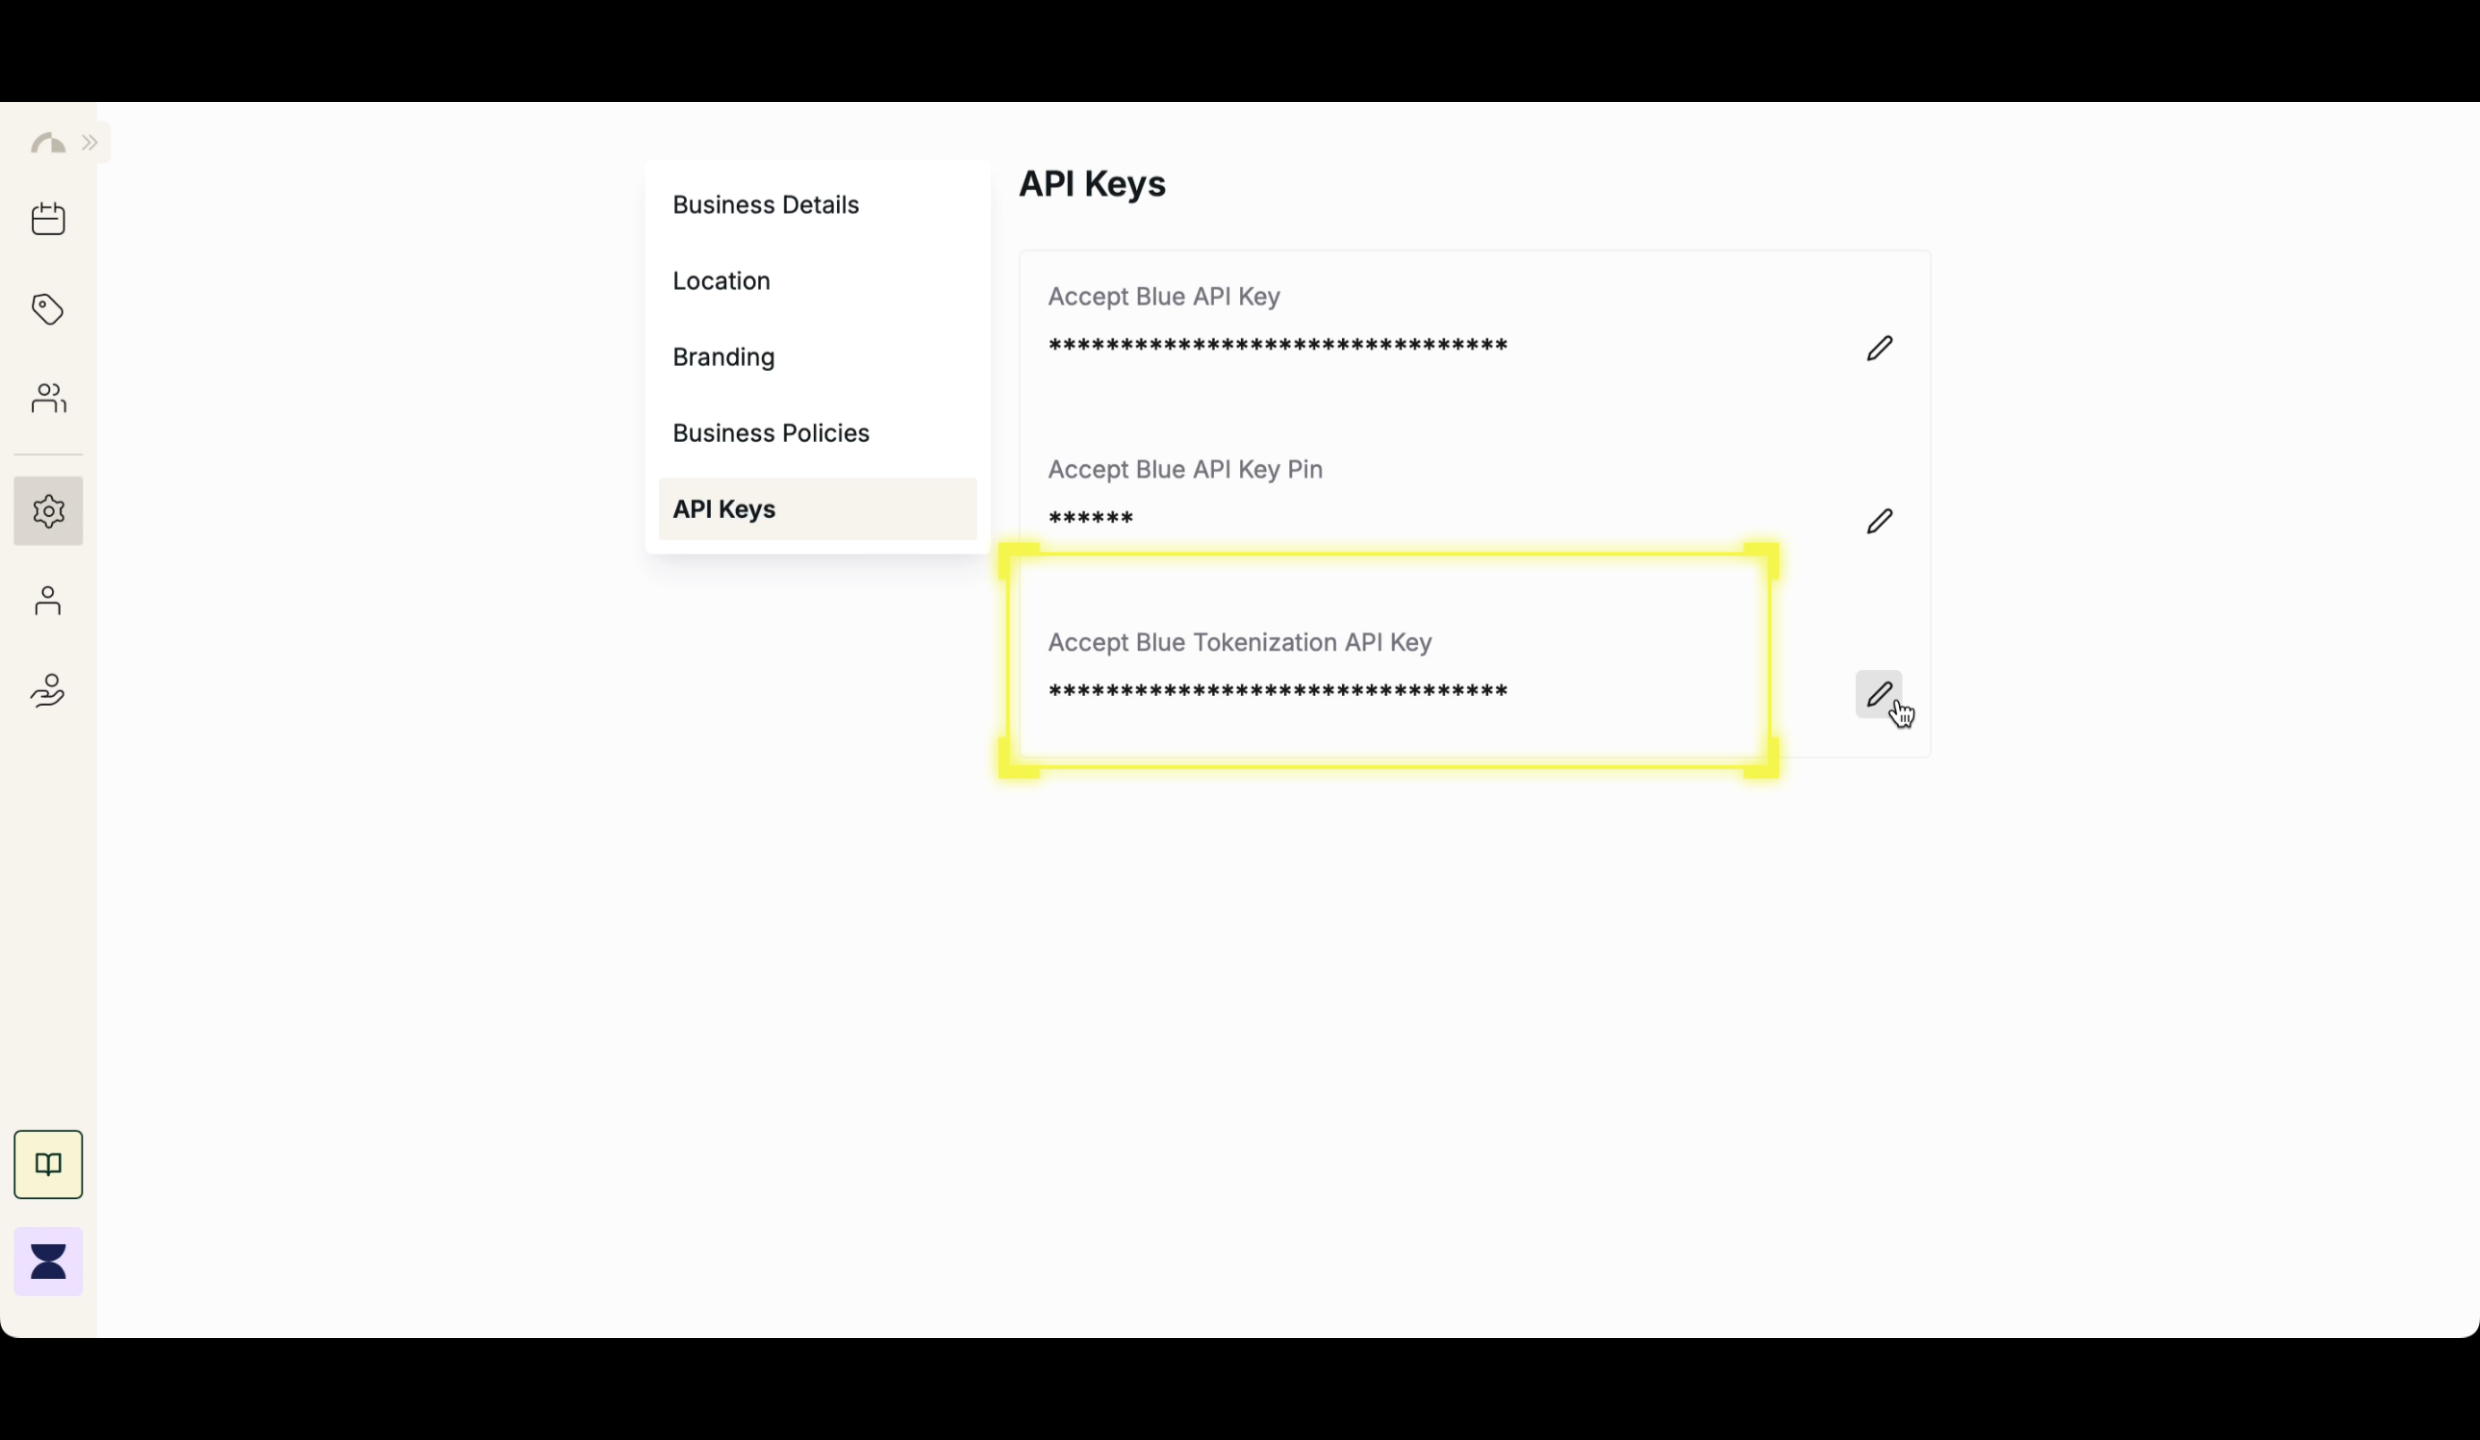 Business Details
Location
Branding
Business Policies
API Keys
API Keys
Accept Blue API Key
********************************
Accept Blue API Key Pin
******
Accept Blue Tokenization API Key
********************************